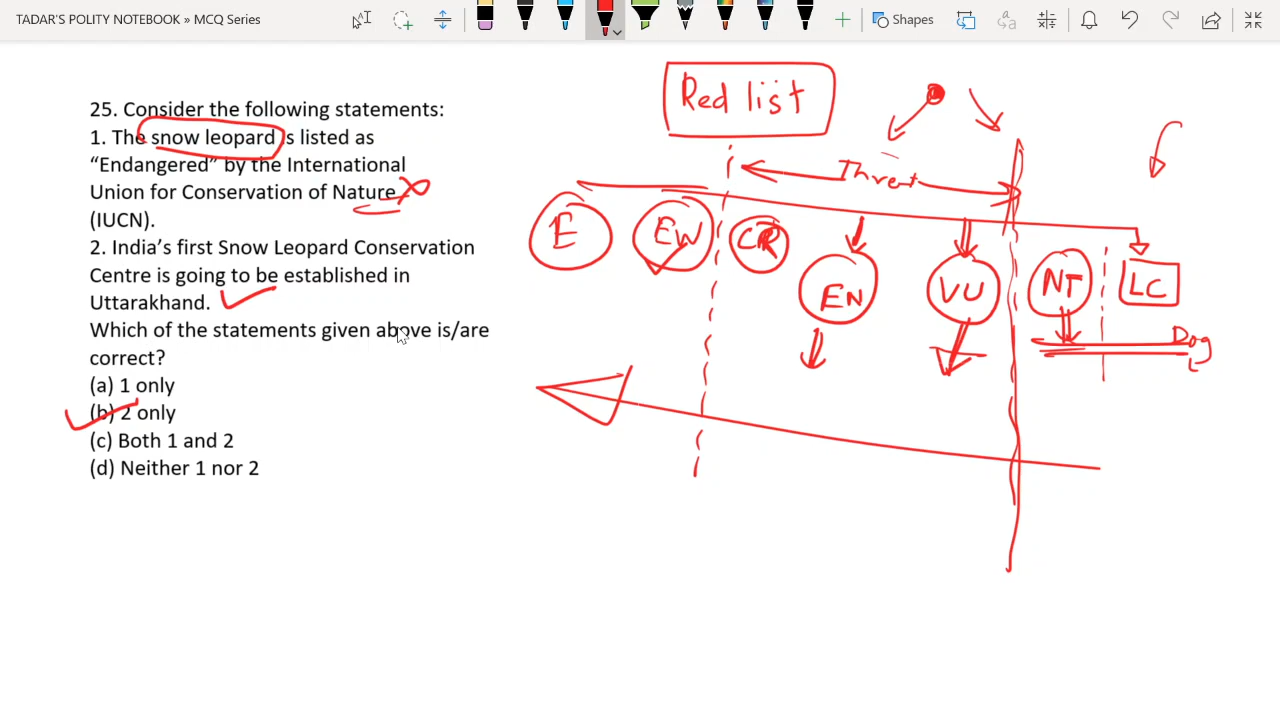 TADAR'S POLITY NOTEBOOK » MCQ Series
Shapes
25. Consider the following statements:
1. The snow leopard is listed as
“Endangered” by the International
Union for Conservation of Nature
(IUCN).
2. India’s first Snow Leopard Conservation
Centre is going to be established in
Uttarakhand.
Which of the statements given above is/are
correct?
(a) 1 only
(b) 2 only
(c) Both 1 and 2
(d) Neither 1 nor 2
Red list
Threat
E EW CR EN VU NT LC
Dog